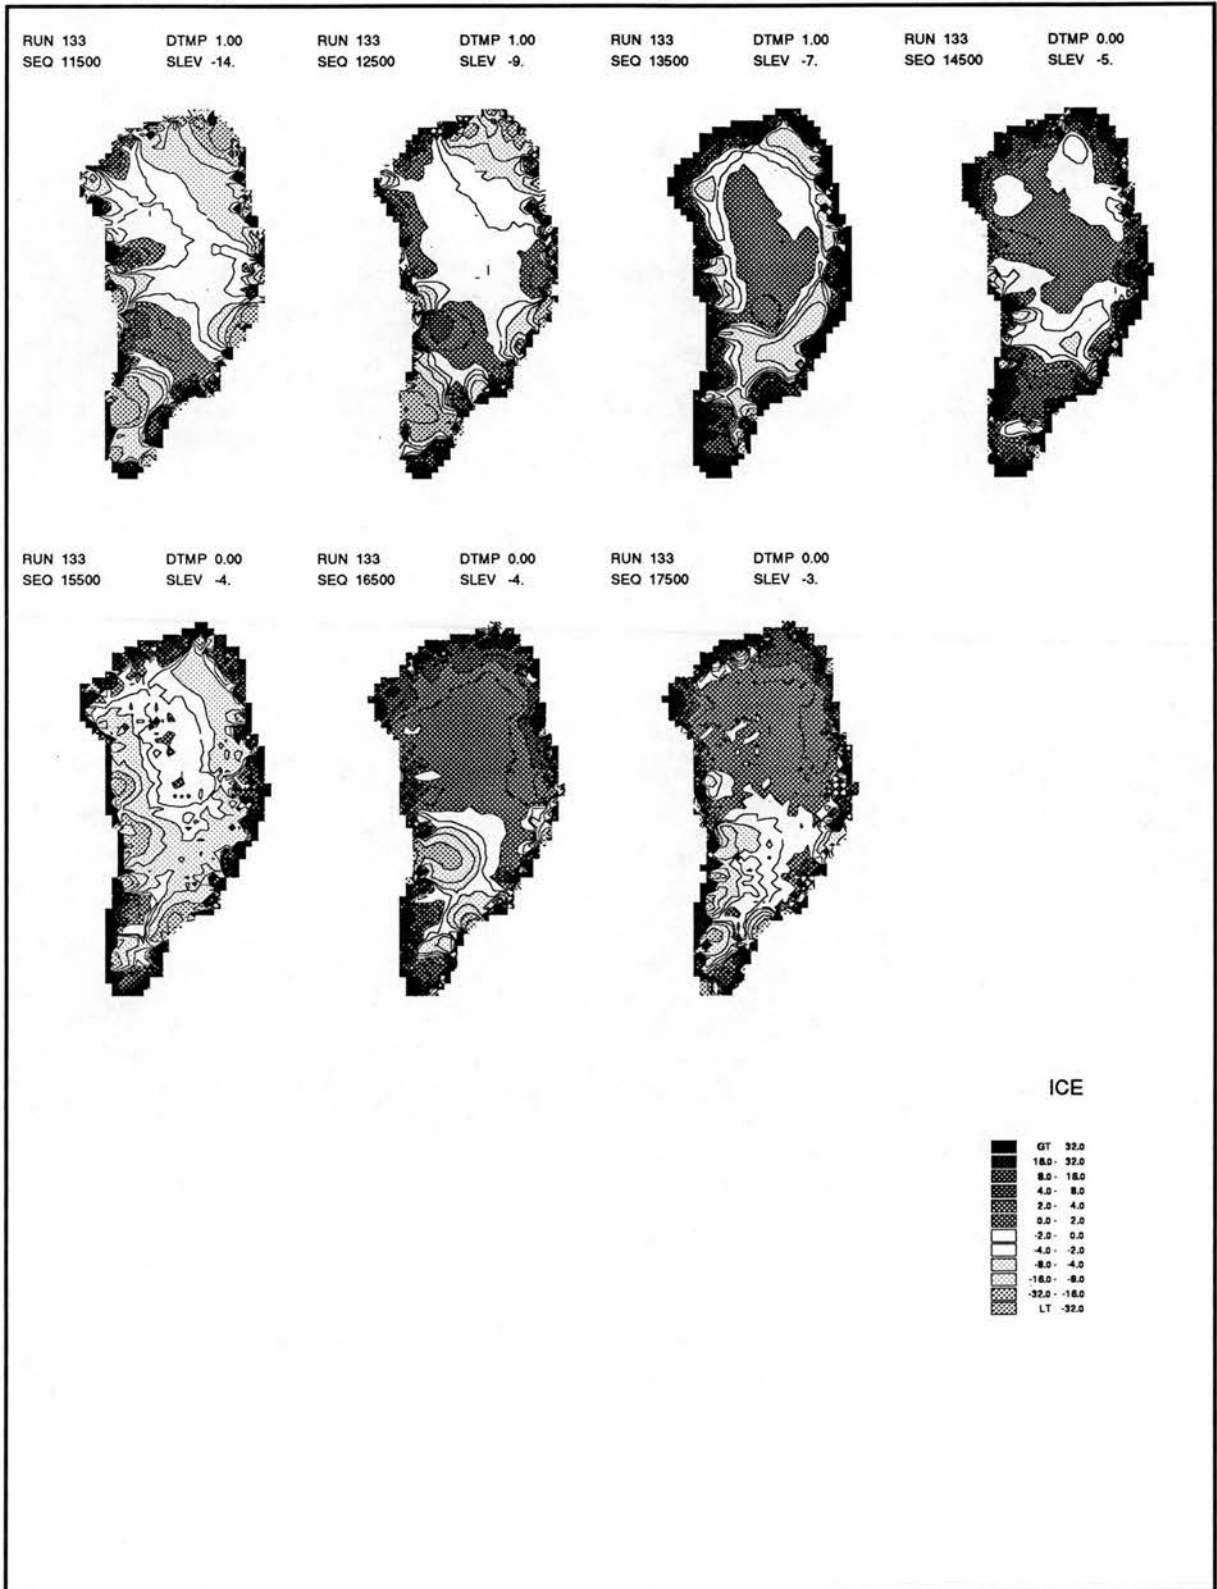 RUN 133 DTMP 1.00 RUN 133 DTMP 1.00 RUN 133 DTMP 1.00 RUN 133 DTMP 0.00
SEQ 11500 SLEV -14. SEQ 12500 SLEV -9. SEQ 13500 SLEV -7. SEQ 14500 SLEV -5.
RUN 133 DTMP 0.00 RUN 133 DTMP 0.00 RUN 133 DTMP 0.00
SEQ 15500 SLEV -4. SEQ 16500 SLEV -4. SEQ 17500 SLEV -3.
ICE
GT 32.0
16.0 - 32.0
8.0 - 16.0
4.0 - 8.0
2.0 - 4.0
0.0 - 2.0
-2.0 - 0.0
-4.0 - -2.0
-8.0 - -4.0
-16.0 - -8.0
-32.0 - -16.0
LT -32.0